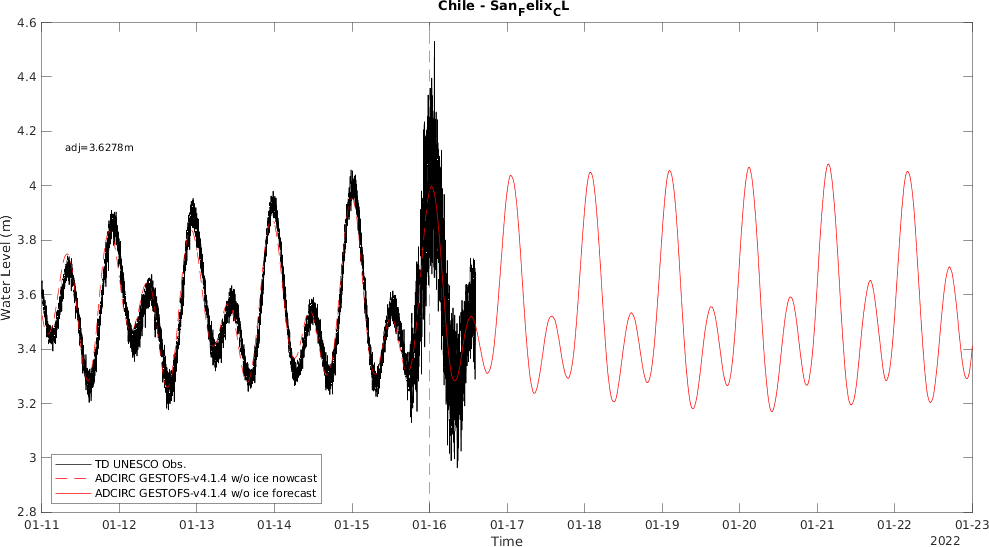 Chile - SanFelixCL
4.6
4.4
4.2
4
3.8
3.6
3.4
3.2
3
2.8
Water Level (m)
adj=3.6278m
TD UNESCO Obs.
ADCIRC GESTOFS-v4.1.4 w/o ice nowcast
ADCIRC GESTOFS-v4.1.4 w/o ice forecast
01-11 01-12 01-13 01-14 01-15 01-16 01-17 01-18 01-19 01-20 01-21 01-22 01-23
Time
2022